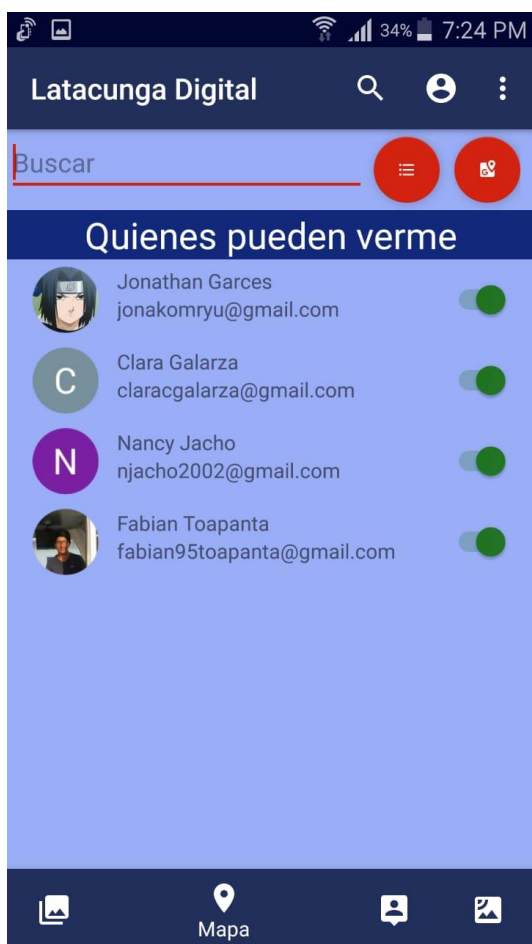 34% 7:24 PM
Latacunga Digital
Buscar
Quienes pueden verme
Jonathan Garces
jonakomryu@gmail.com
C
Clara Galarza
claracgalarza@gmail.com
N
Nancy Jacho
njacho2002@gmail.com
Fabian Toapanta
fabian95toapanta@gmail.com
Mapa